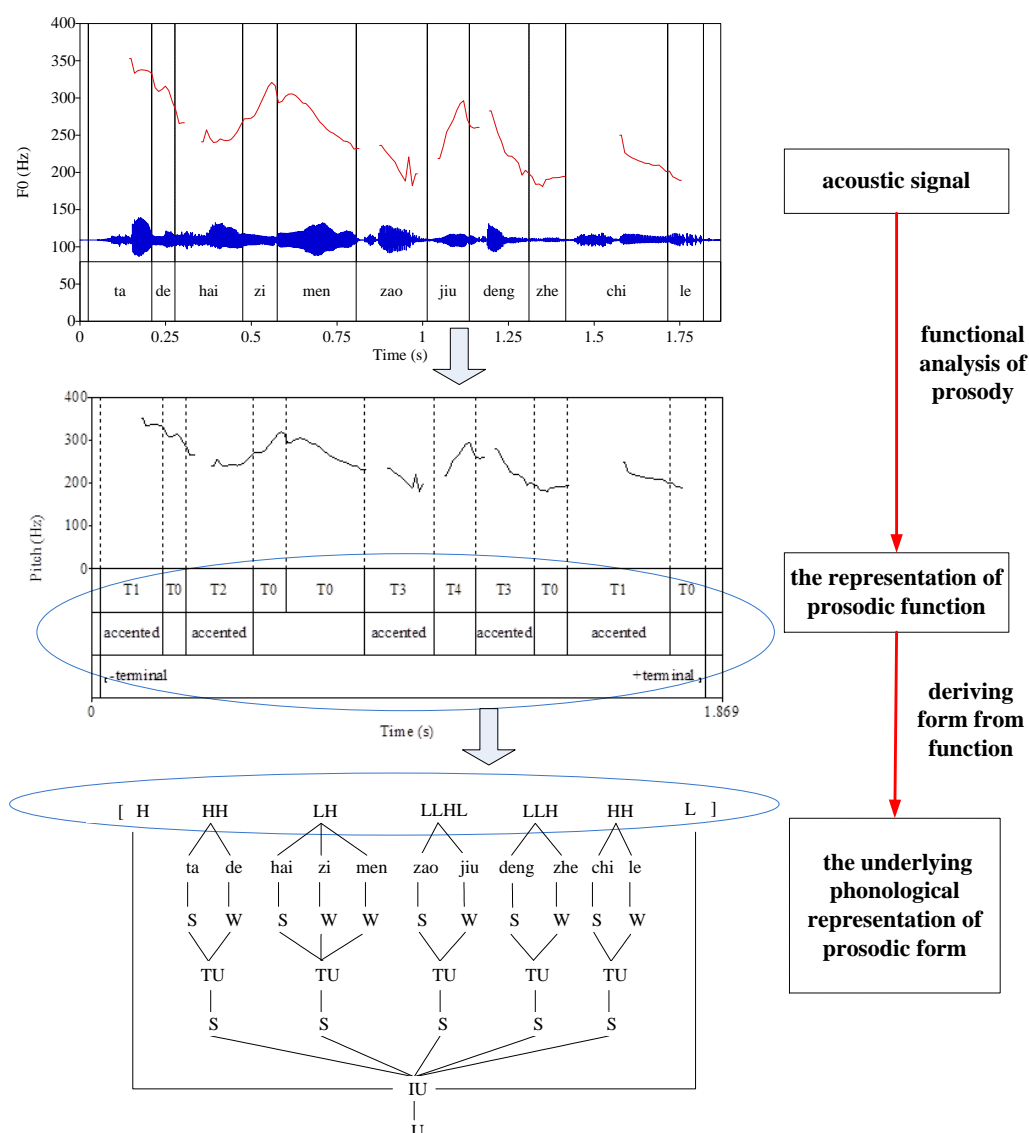 400
350
300
250
200
150
100
50
0
F0 (Hz)
ta de hai zi men zao jiu deng zhe chi le
0 0.25 0.5 0.75 1 1.25 1.5 1.75
Time (s)
acoustic signal
functional
analysis of
prosody
400
300
200
100
0
Pitch (Hz)
T1 T0 T2 T0 T0 T3 T4 T3 T0 T1 T0
accented accented accented accented accented
[-terminal +terminal]
0 1.869
Time (s)
the representation of
prosodic function
deriving
form from
function
[ H HH LH LLHL LLH HH L ]
ta de hai zi men zao jiu deng zhe chi le
S W S W W S W S W S W
TU TU TU TU TU
S S S S S
IU
U
the underlying
phonological
representation of
prosodic form